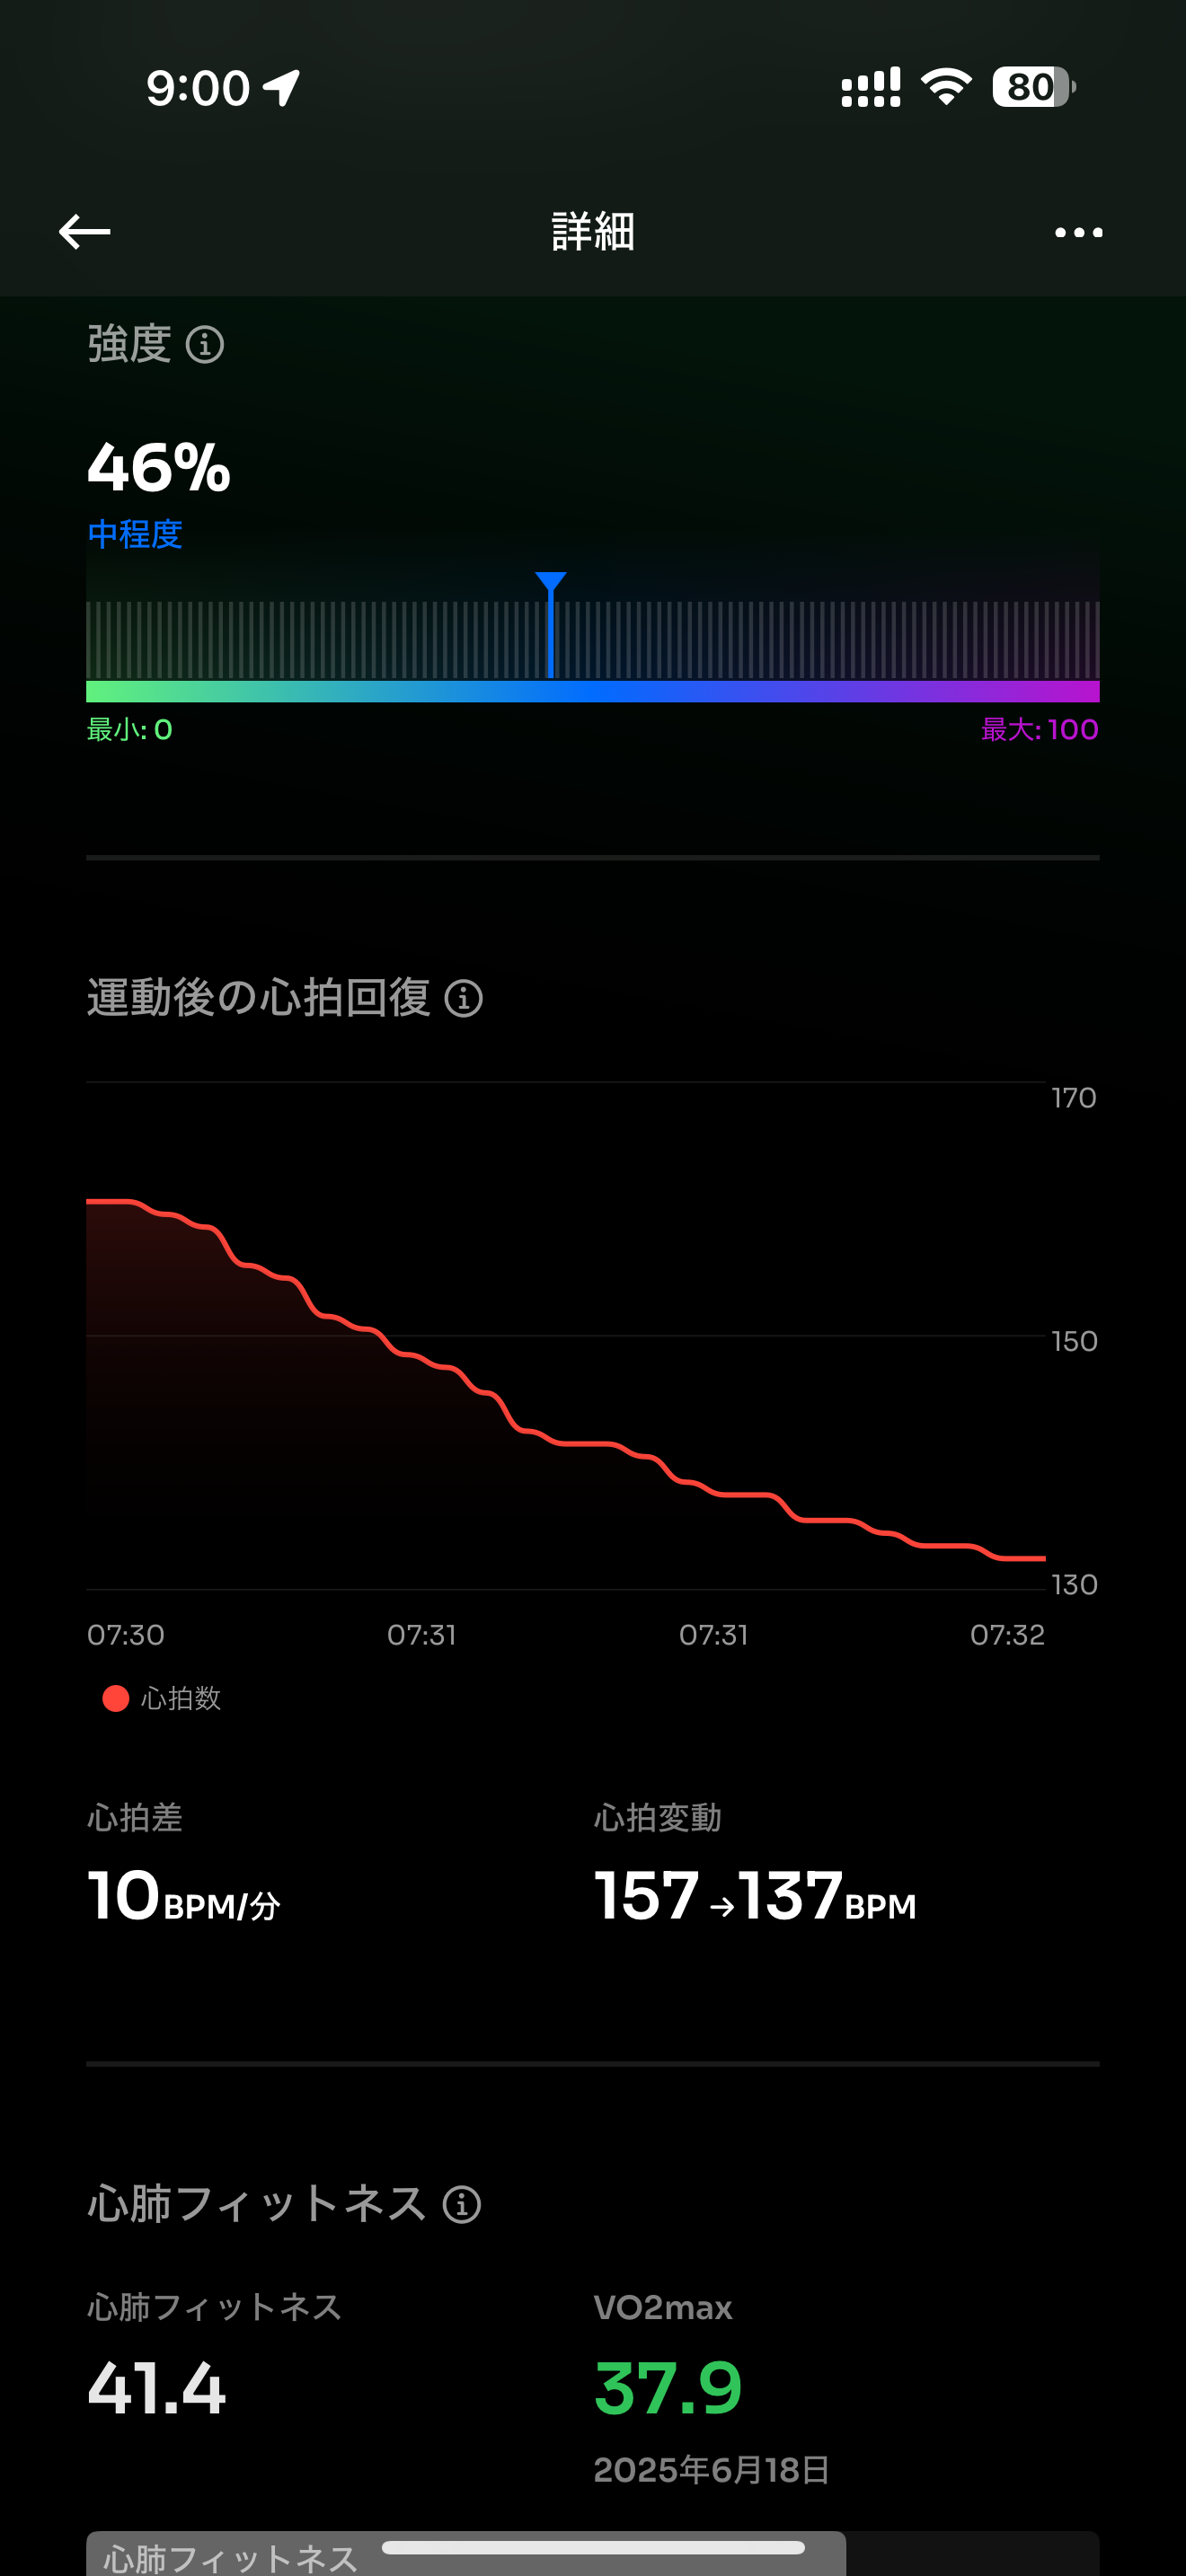 9:00
80
詳細
強度
46%
中程度
最小: 0
最大: 100
運動後の心拍回復
170
150
130
07:30
07:31
07:31
07:32
心拍数
心拍差
心拍変動
10BPM/分
157→137BPM
心肺フィットネス
心肺フィットネス
VO2max
41.4
37.9
2025年6月18日
心肺フィットネス